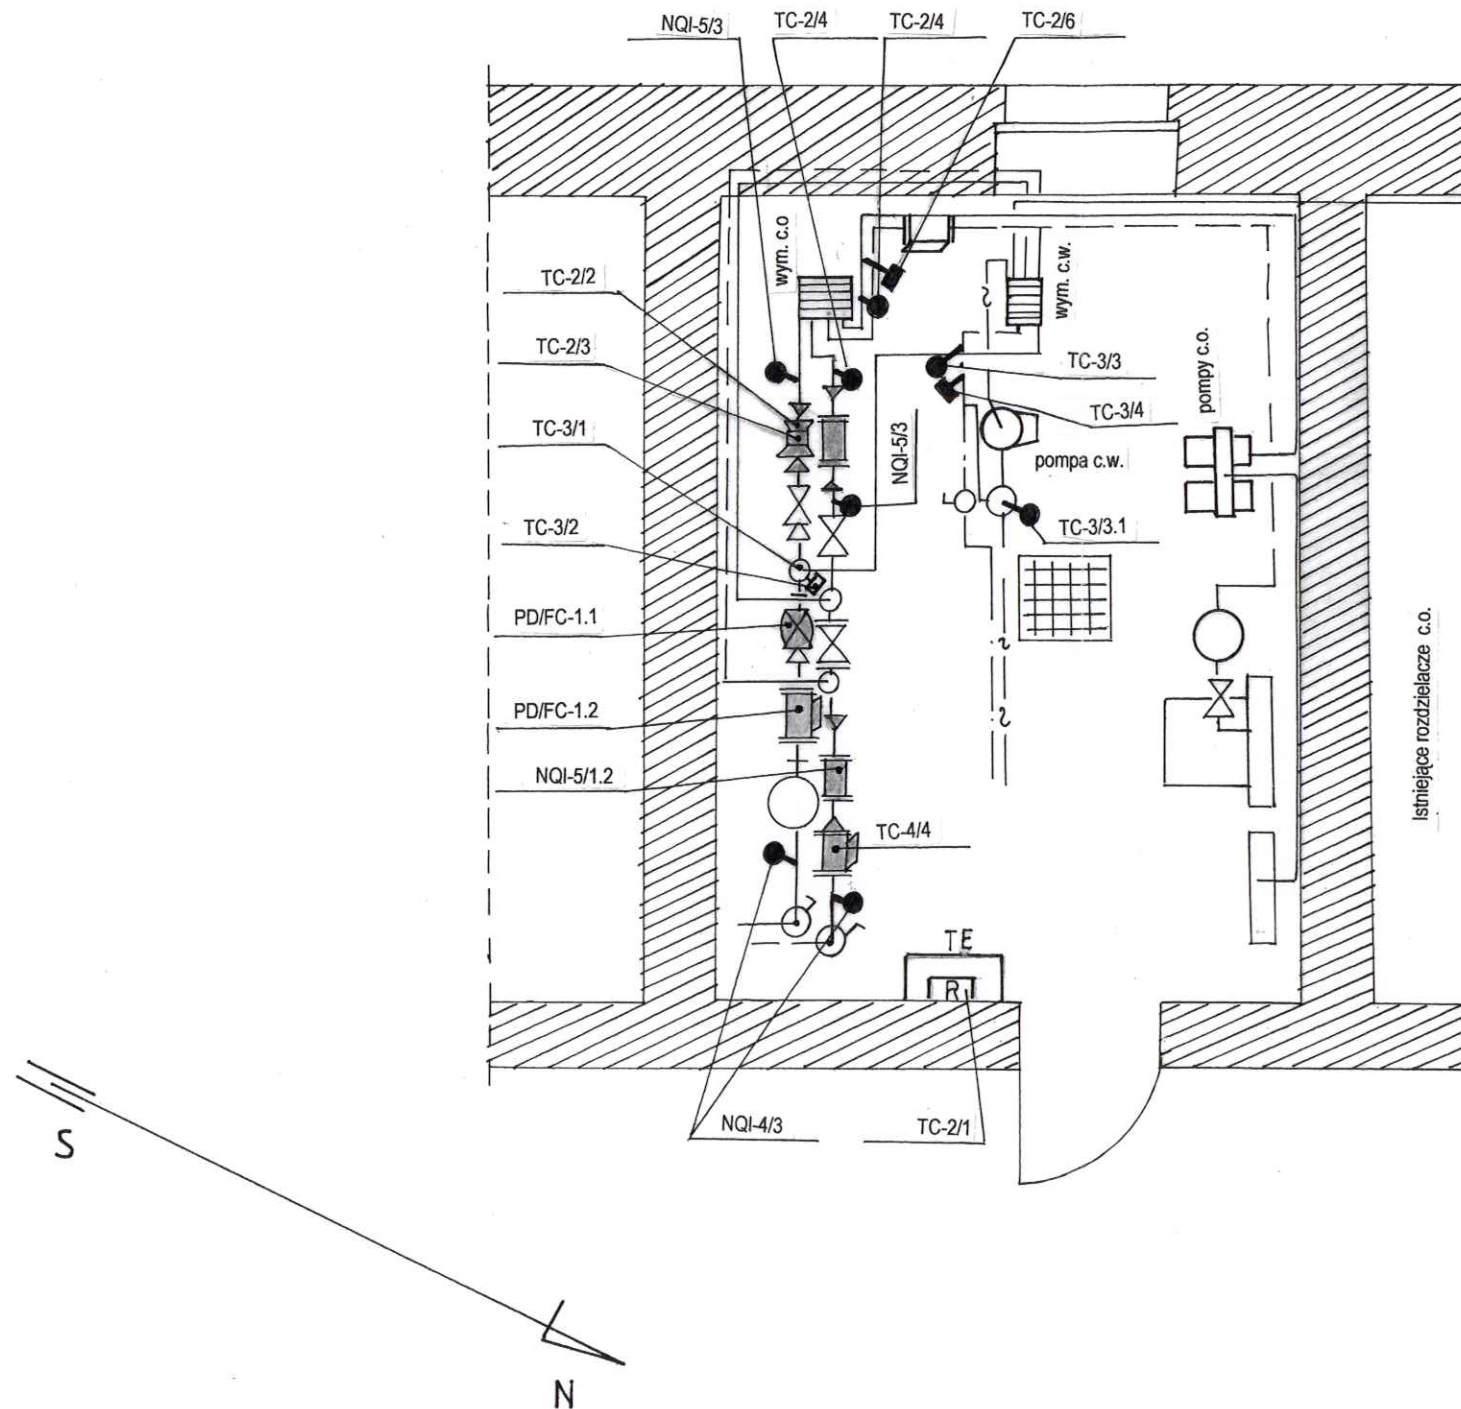 NQI-5/3
TC-2/4
TC-2/4
TC-2/6
wym. c.o
wym. c.w.
TC-2/2
TC-2/3
TC-3/1
TC-3/2
PD/FC-1.1
PD/FC-1.2
NQI-5/1.2
TC-3/3
TC-3/4
pompy c.o.
NQI-5/3
pompa c.w.
TC-3/3.1
Istniejące rozdzielacze c.o.
TC-4/4
TE
R
NQI-4/3
TC-2/1
S
N